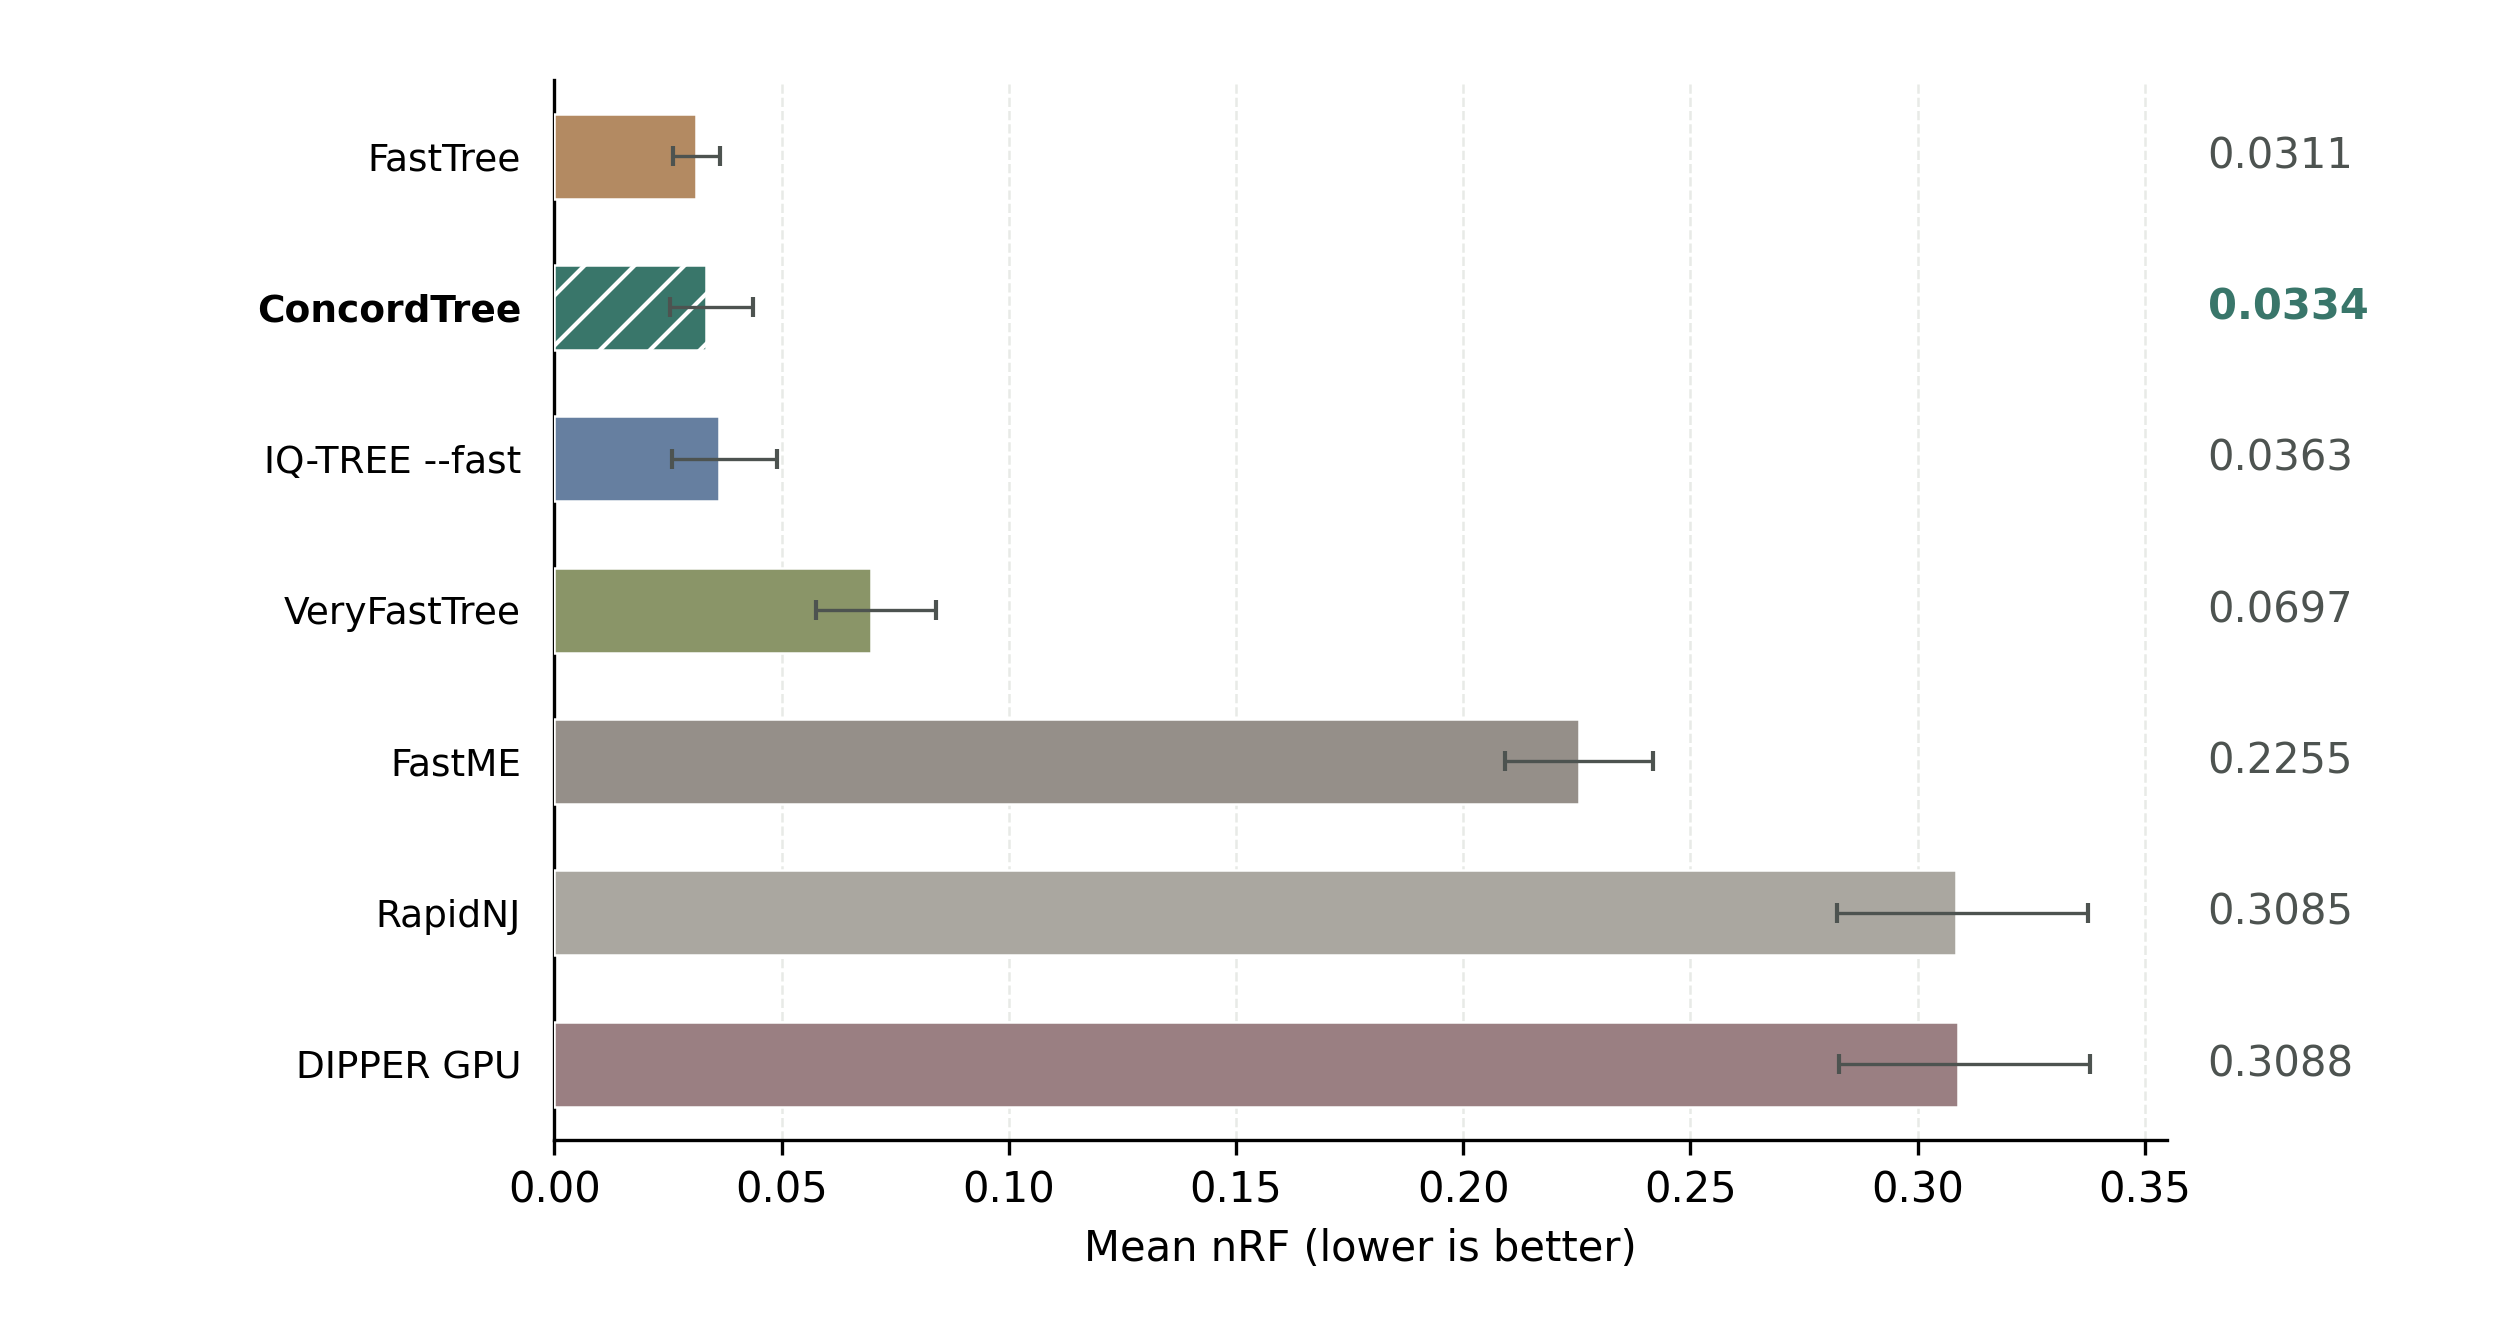 FastTree 0.0311
ConcordTree 0.0334
IQ-TREE --fast 0.0363
VeryFastTree 0.0697
FastME 0.2255
RapidNJ 0.3085
DIPPER GPU 0.3088
0.00 0.05 0.10 0.15 0.20 0.25 0.30 0.35
Mean nRF (lower is better)